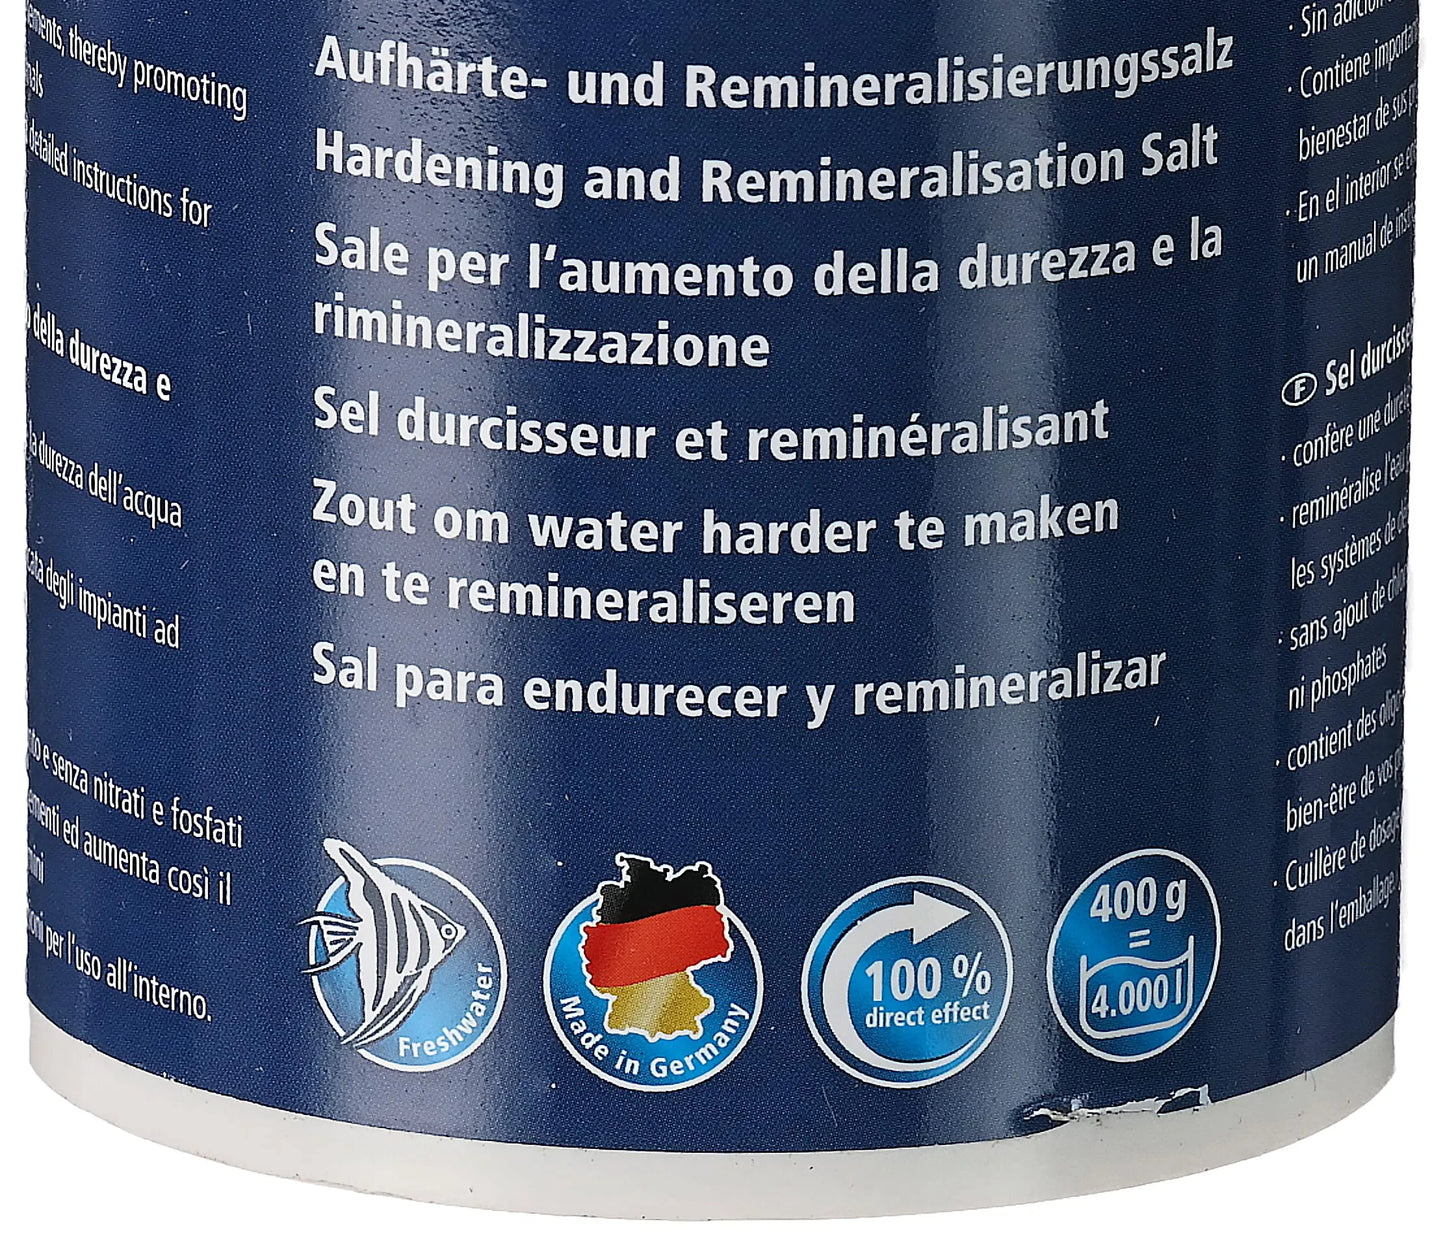 thereby promoting
detailed instructions for
della durezza e
la durezza dell'acqua
degli impianti ad
e senza nitrati e fosfati
ed aumenta così il
per l'uso all'interno.
Aufhärte- und Remineralisierungssalz
Hardening and Remineralisation Salt
Sale per l'aumento della durezza e la
rimineralizzazione
Sel durcisseur et reminéralisant
Zout om water harder te maken
en te remineraliseren
Sal para endurecer y remineralizar
Freshwater
Made in Germany
100 %
direct effect
400 g
=
4.000 l
· Sin
· Contiene
bienestar de sus
· En el interior se
un manual de
F Sel
· confère une
· reminéralise l'eau
les systèmes de
· sans ajout de
ni phosphates
· contient des
bien-être de vos
· Cuillère de dosage
dans l'emballage.